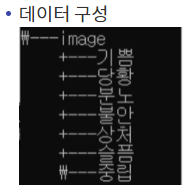 • 데이터 구성
₩---image
+----기쁨
+----당황
+----분노
+----불안
+----상처
+----슬픔
₩----중립